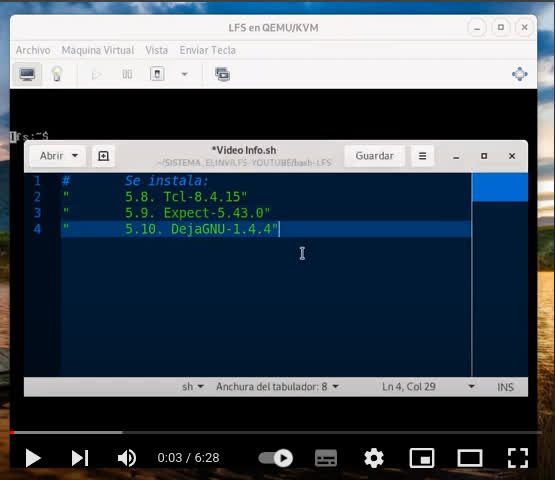 LFS en QEMU/KVM
Archivo Máquina Virtual Vista Enviar Tecla
lfs:~$
Abrir *Video Info.sh Guardar
~/SISTEMA_ELINV/LFS-YOUTUBE/bash-LFS
1 # Se instala:
2 " 5.8. Tcl-8.4.15"
3 " 5.9. Expect-5.43.0"
4 " 5.10. DejaGNU-1.4.4"
sh Anchura del tabulador: 8 Ln 4, Col 29 INS
0:03 / 6:28